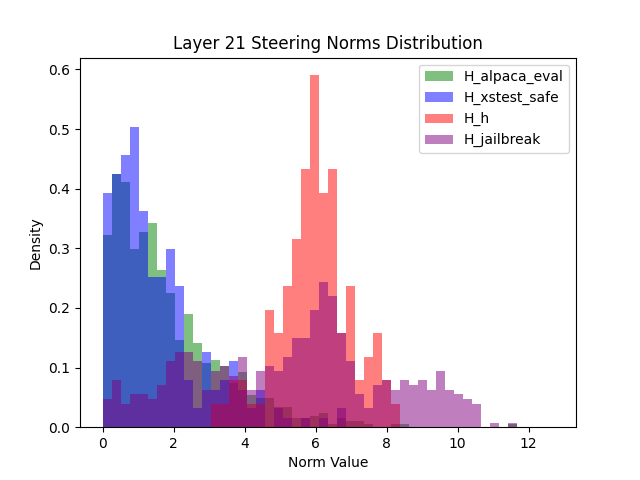 Layer 21 Steering Norms Distribution
H_alpaca_eval
H_xstest_safe
H_h
H_jailbreak
Density
0.6
0.5
0.4
0.3
0.2
0.1
0.0
0 2 4 6 8 10 12
Norm Value